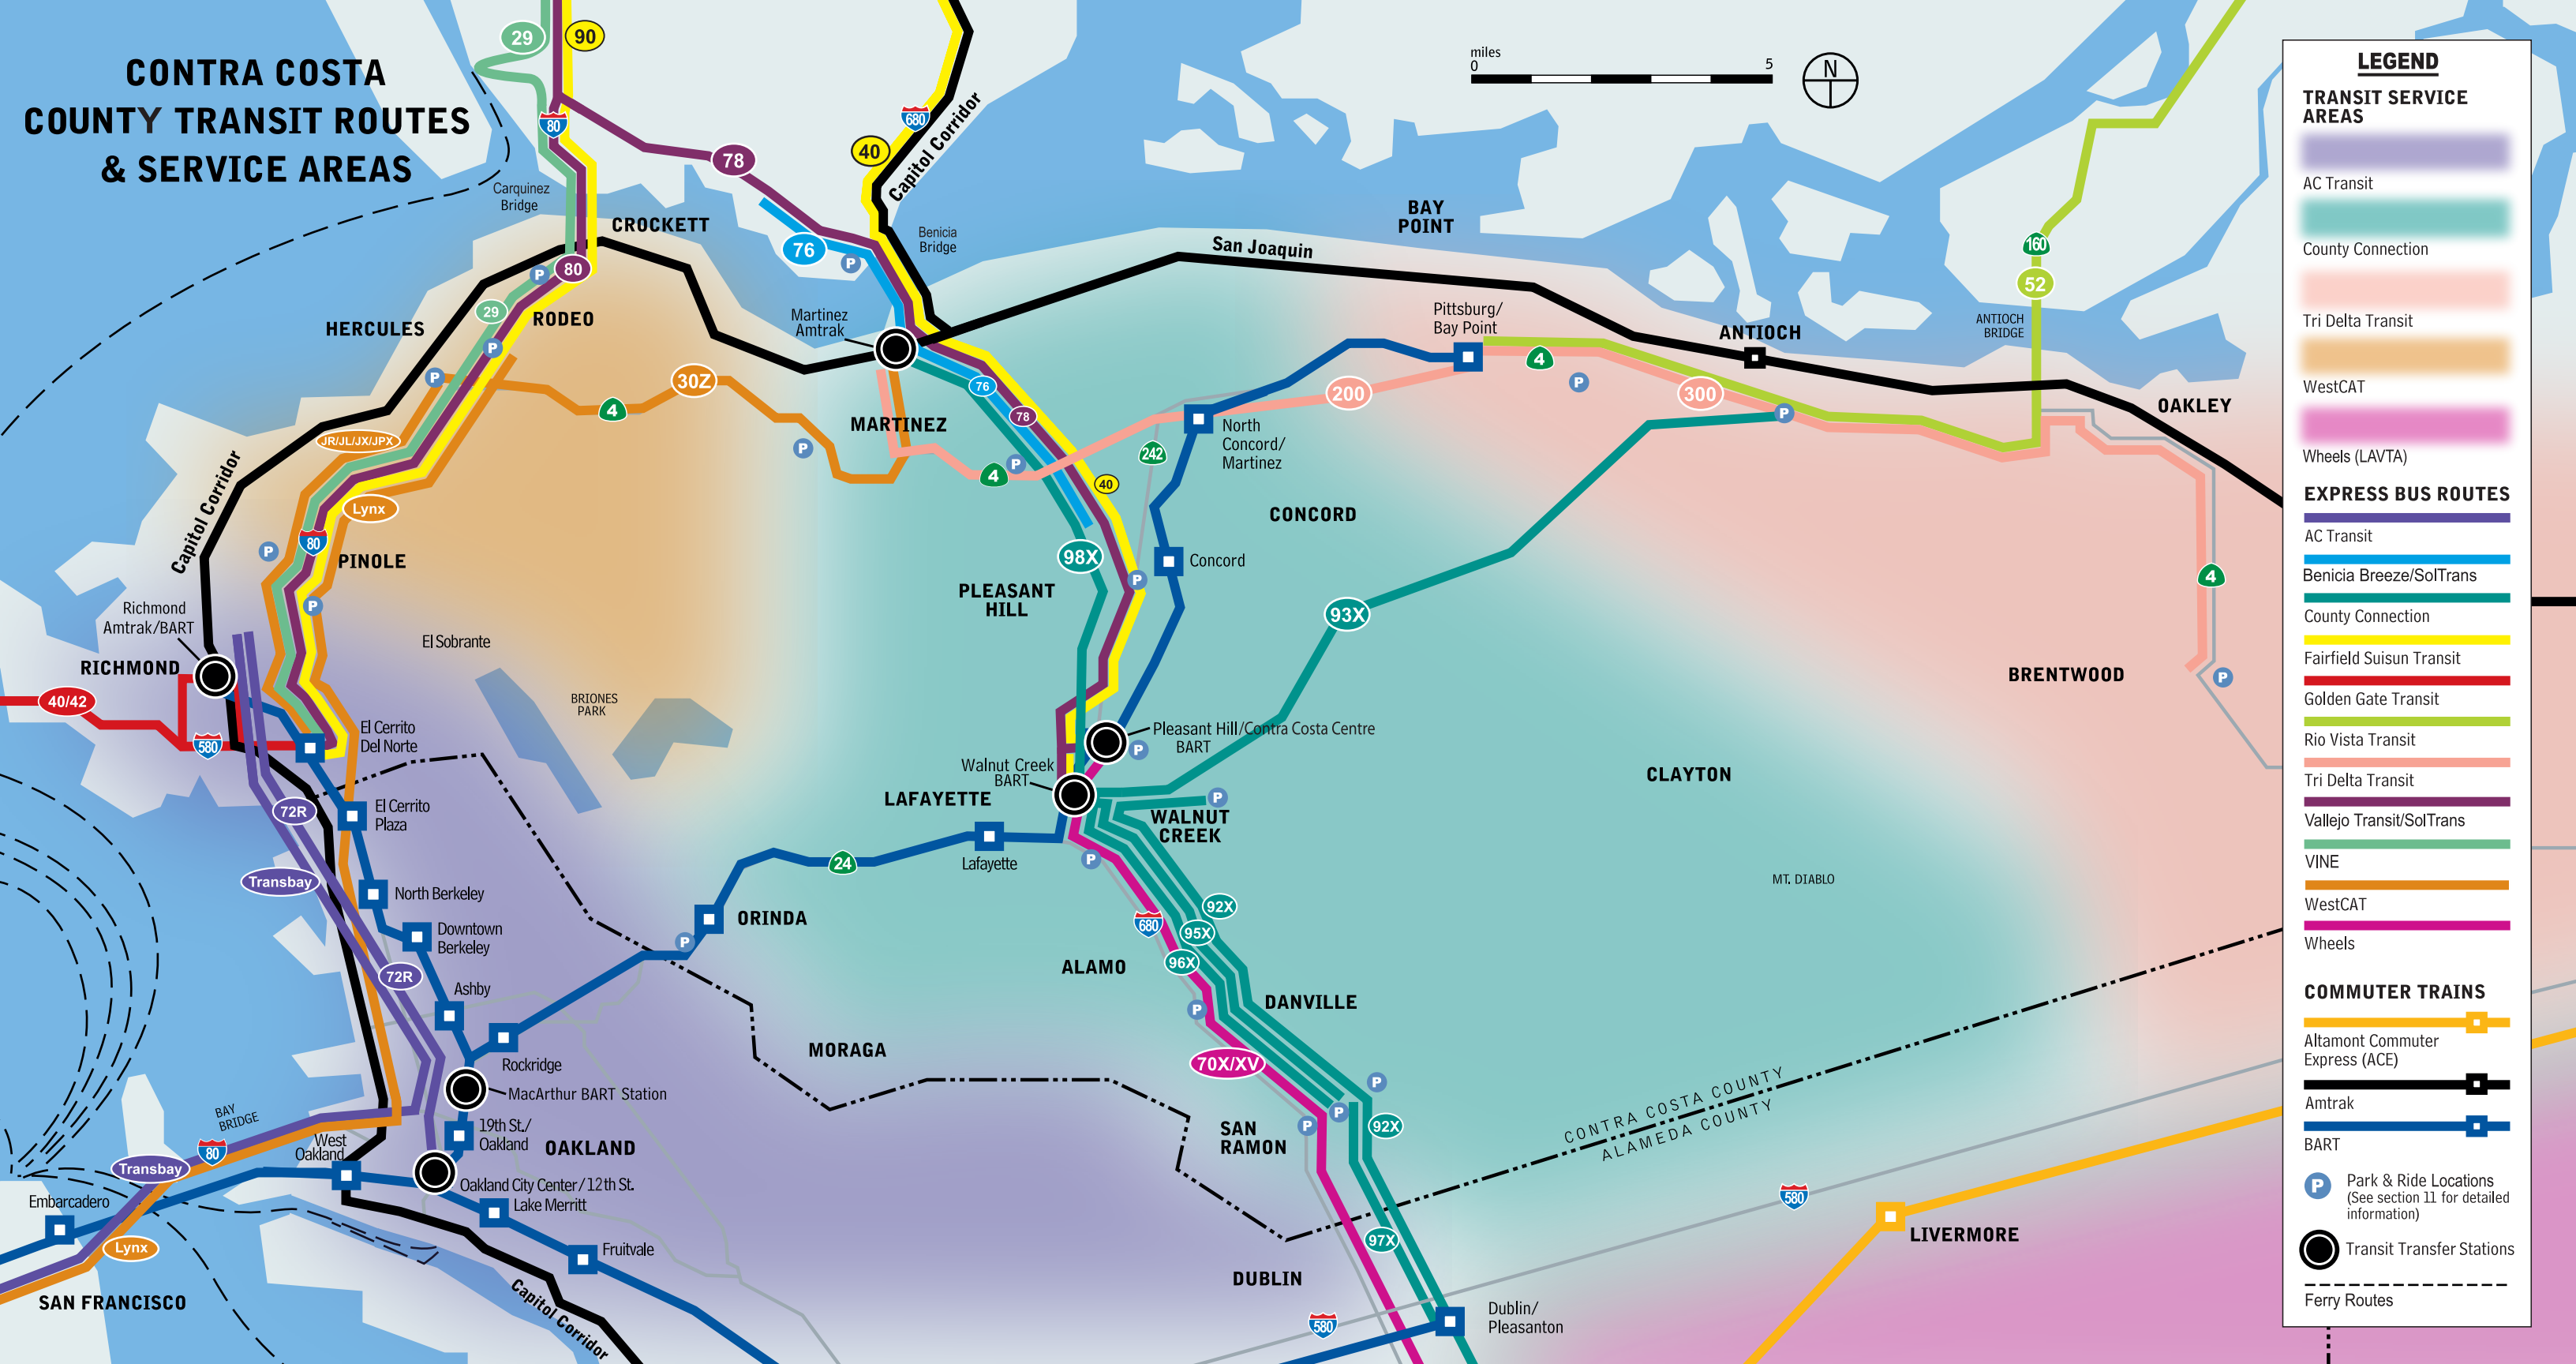 CONTRA COSTA
COUNTY TRANSIT ROUTES
& SERVICE AREAS
29
90
80
78
40
680
Capitol Corridor
Carquinez
Bridge
CROCKETT
76
P
Benicia
Bridge
miles
0
5
N
San Joaquin
BAY
POINT
160
52
ANTIOCH
BRIDGE
80
P
29
RODEO
HERCULES
P
P
Martinez
Amtrak
30Z
4
P
MARTINEZ
76
78
4
P
40
242
North
Concord/
Martinez
200
Pittsburg/
Bay Point
4
P
300
P
ANTIOCH
OAKLEY
JR/JL/JX/JPX
Lynx
80
P
PINOLE
P
Capitol Corridor
Richmond
Amtrak/BART
RICHMOND
El Sobrante
BRIONES
PARK
40/42
580
El Cerrito
Del Norte
El Cerrito
Plaza
72R
Transbay
North Berkeley
Downtown
Berkeley
72R
Ashby
Rockridge
MacArthur BART Station
19th St./
Oakland
OAKLAND
Oakland City Center/12th St.
Lake Merritt
Fruitvale
West
Oakland
BAY
BRIDGE
80
Transbay
Embarcadero
Lynx
SAN FRANCISCO
Capitol Corridor
98X
PLEASANT
HILL
P
Concord
CONCORD
93X
4
BRENTWOOD
P
Pleasant Hill/Contra Costa Centre
BART
P
Walnut Creek
BART
LAFAYETTE
P
WALNUT
CREEK
P
Lafayette
24
ORINDA
P
CLAYTON
MT. DIABLO
92X
95X
96X
680
ALAMO
P
DANVILLE
MORAGA
70X/XV
P
P
P
SAN
RAMON
92X
CONTRA COSTA COUNTY
ALAMEDA COUNTY
580
97X
DUBLIN
580
Dublin/
Pleasanton
LIVERMORE
LEGEND
TRANSIT SERVICE
AREAS
AC Transit
County Connection
Tri Delta Transit
WestCAT
Wheels (LAVTA)
EXPRESS BUS ROUTES
AC Transit
Benicia Breeze/SolTrans
County Connection
Fairfield Suisun Transit
Golden Gate Transit
Rio Vista Transit
Tri Delta Transit
Vallejo Transit/SolTrans
VINE
WestCAT
Wheels
COMMUTER TRAINS
Altamont Commuter
Express (ACE)
Amtrak
BART
P
Park & Ride Locations
(See section 11 for detailed
information)
Transit Transfer Stations
Ferry Routes